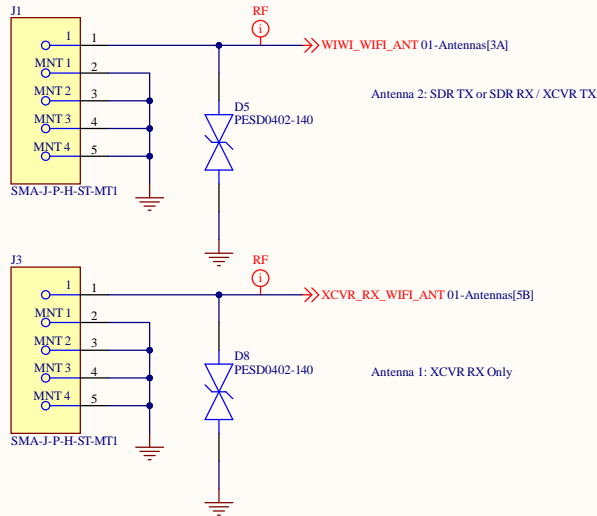 J1
RF
i
1 1
WIWI_WIFI_ANT 01-Antennas[3A]
MNT 1 2
MNT 2 3
MNT 3 4
MNT 4 5
SMA-J-P-H-ST-MT1
D5
PESD0402-140
Antenna 2: SDR TX or SDR RX / XCVR TX
J3
RF
i
1 1
XCVR_RX_WIFI_ANT 01-Antennas[5B]
MNT 1 2
MNT 2 3
MNT 3 4
MNT 4 5
SMA-J-P-H-ST-MT1
D8
PESD0402-140
Antenna 1: XCVR RX Only